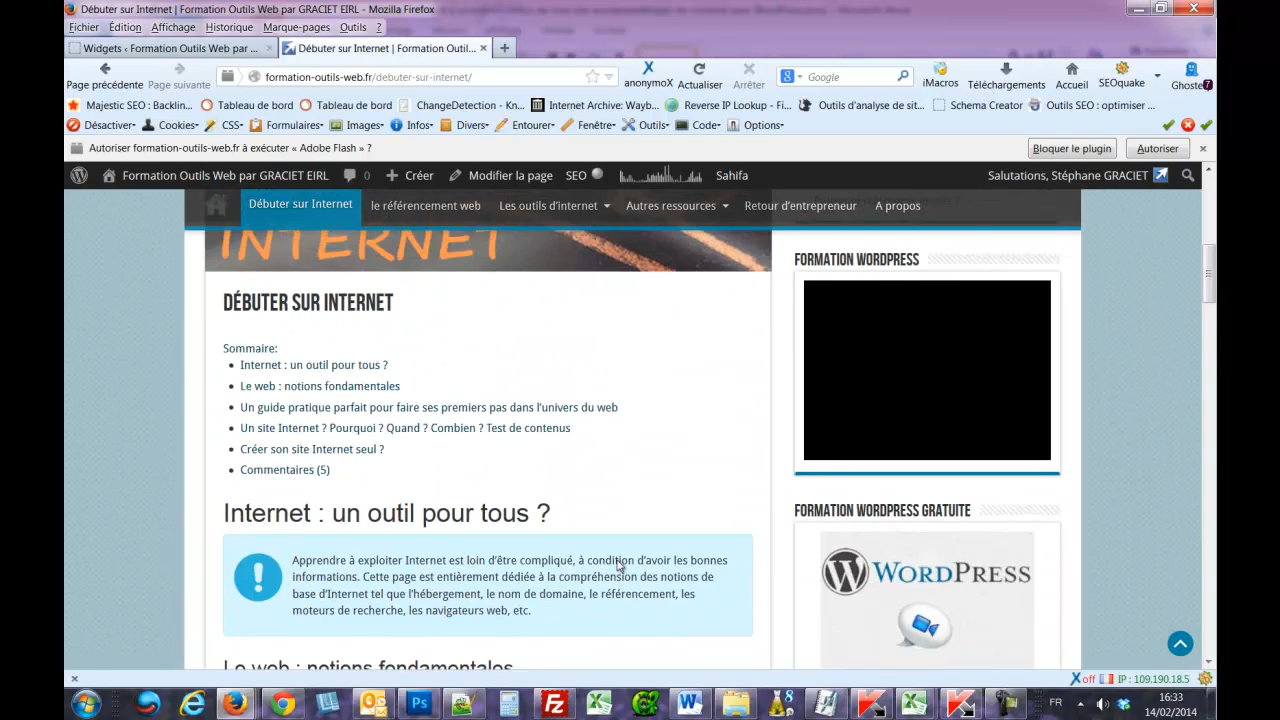 Débuter sur Internet | Formation Outils Web par GRACIET EIRL - Mozilla Firefox
Fichier Édition Affichage Historique Marque-pages Outils ?
Widgets ‹ Formation Outils Web par ... × Débuter sur Internet | Formation Outil... ×
Page précédente Page suivante formation-outils-web.fr/debuter-sur-internet/ anonymoX Actualiser Arrêter Google iMacros Téléchargements Accueil SEOquake Ghoste 7
Majestic SEO : Backlin... Tableau de bord Tableau de bord ChangeDetection - Kn... Internet Archive: Wayb... Reverse IP Lookup - Fi... Outils d'analyse de sit... Schema Creator Outils SEO : optimiser ...
Désactiver Cookies CSS Formulaires Images Infos Divers Entourer Fenêtre Outils Code Options
Autoriser formation-outils-web.fr à exécuter « Adobe Flash » ? Bloquer le plugin Autoriser ×
Formation Outils Web par GRACIET EIRL 0 Créer Modifier la page SEO Sahifa Salutations, Stéphane GRACIET
Débuter sur Internet le référencement web Les outils d'internet Autres ressources Retour d'entrepreneur A propos
INTERNET
FORMATION WORDPRESS
DÉBUTER SUR INTERNET
Sommaire:
Internet : un outil pour tous ?
Le web : notions fondamentales
Un guide pratique parfait pour faire ses premiers pas dans l'univers du web
Un site Internet ? Pourquoi ? Quand ? Combien ? Test de contenus
Créer son site Internet seul ?
Commentaires (5)
FORMATION WORDPRESS GRATUITE
Internet : un outil pour tous ?
Apprendre à exploiter Internet est loin d'être compliqué, à condition d'avoir les bonnes
informations. Cette page est entièrement dédiée à la compréhension des notions de
base d'Internet tel que l'hébergement, le nom de domaine, le référencement, les
moteurs de recherche, les navigateurs web, etc.
WORDPRESS
Le web : notions fondamentales
× X off IP : 109.190.18.5
FR 16:33
14/02/2014